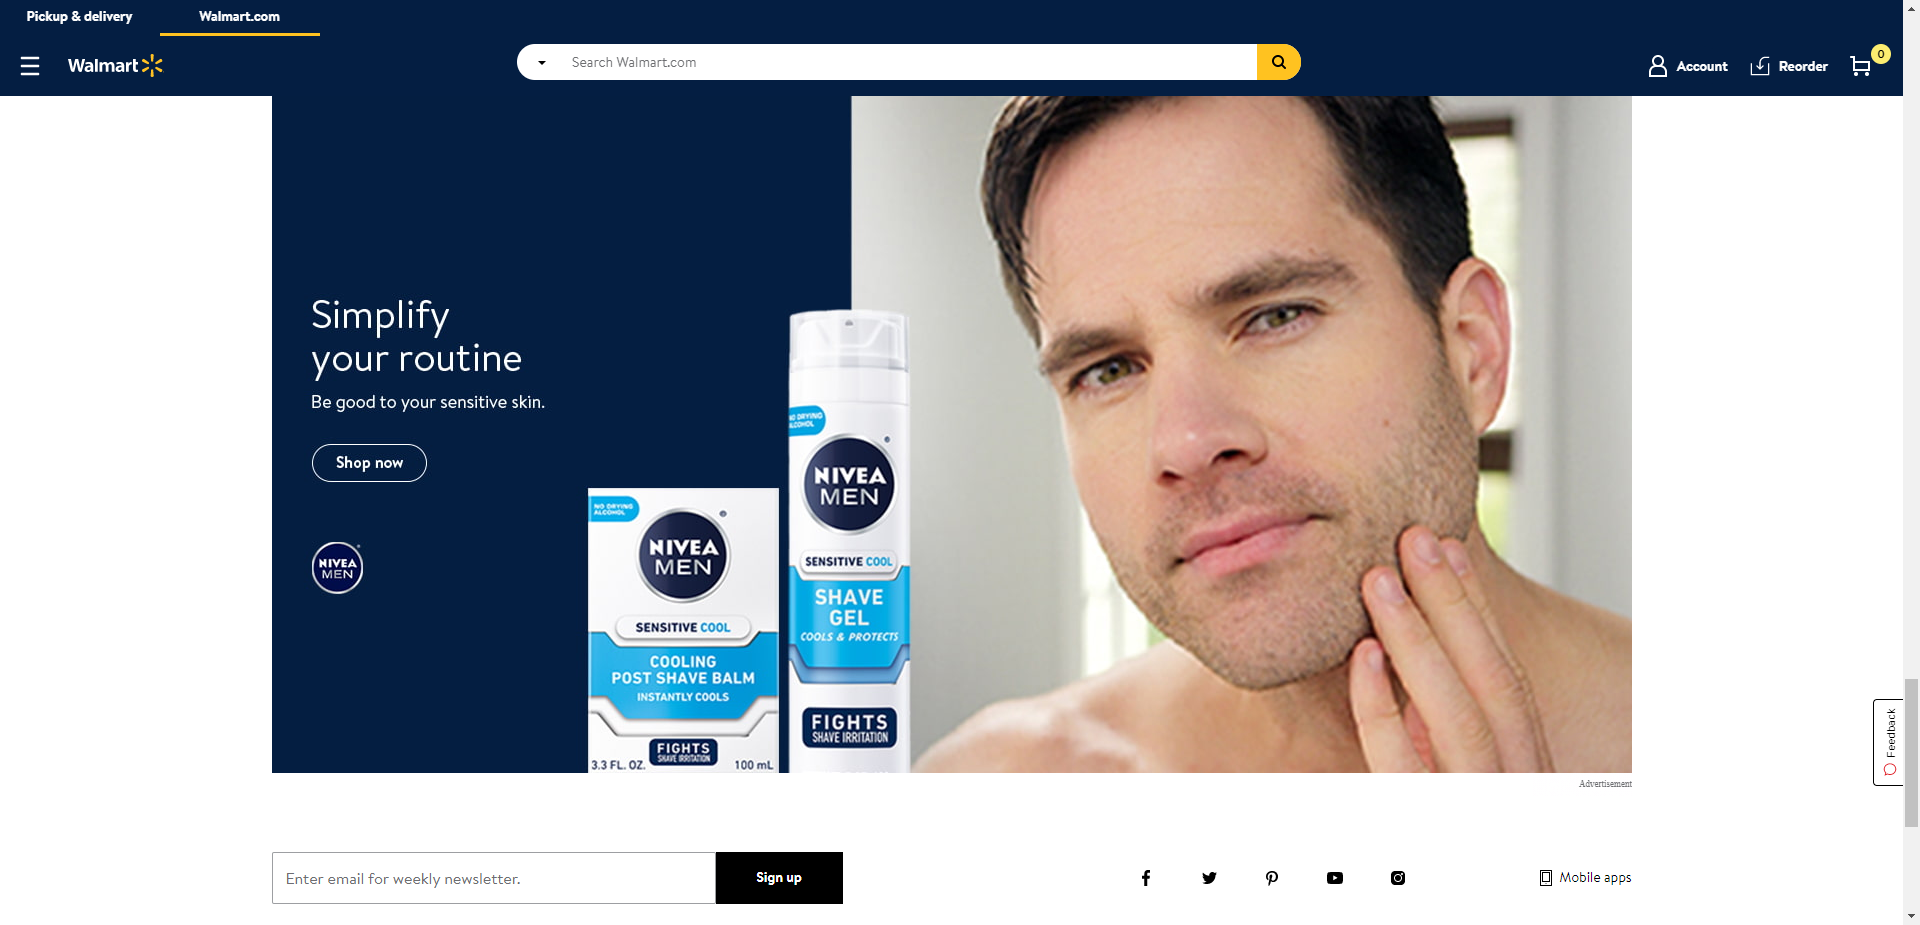 Pickup & delivery
Walmart.com
Walmart
Search Walmart.com
Account
Reorder
0
Simplify
your routine
Be good to your sensitive skin.
Shop now
NIVEA
MEN
NO DRYING
ALCOHOL
NIVEA
MEN
SENSITIVE COOL
COOLING
POST SHAVE BALM
INSTANTLY COOLS
FIGHTS
SHAVE IRRITATION
3.3 FL. OZ.
100 mL
NO DRYING
ALCOHOL
NIVEA
MEN
SENSITIVE COOL
SHAVE
GEL
COOLS & PROTECTS
FIGHTS
SHAVE IRRITATION
Feedback
Advertisement
Enter email for weekly newsletter.
Sign up
Mobile apps